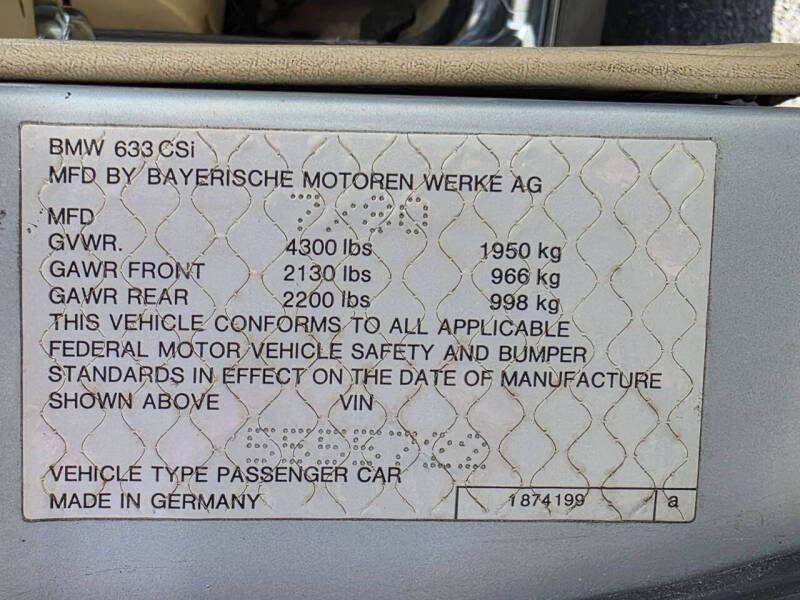 BMW 633 CSi
MFD BY BAYERISCHE MOTOREN WERKE AG
MFD
GVWR. 4300 lbs 1950 kg
GAWR FRONT 2130 lbs 966 kg
GAWR REAR 2200 lbs 998 kg
THIS VEHICLE CONFORMS TO ALL APPLICABLE
FEDERAL MOTOR VEHICLE SAFETY AND BUMPER
STANDARDS IN EFFECT ON THE DATE OF MANUFACTURE
SHOWN ABOVE VIN
VEHICLE TYPE PASSENGER CAR
MADE IN GERMANY 1874199 a